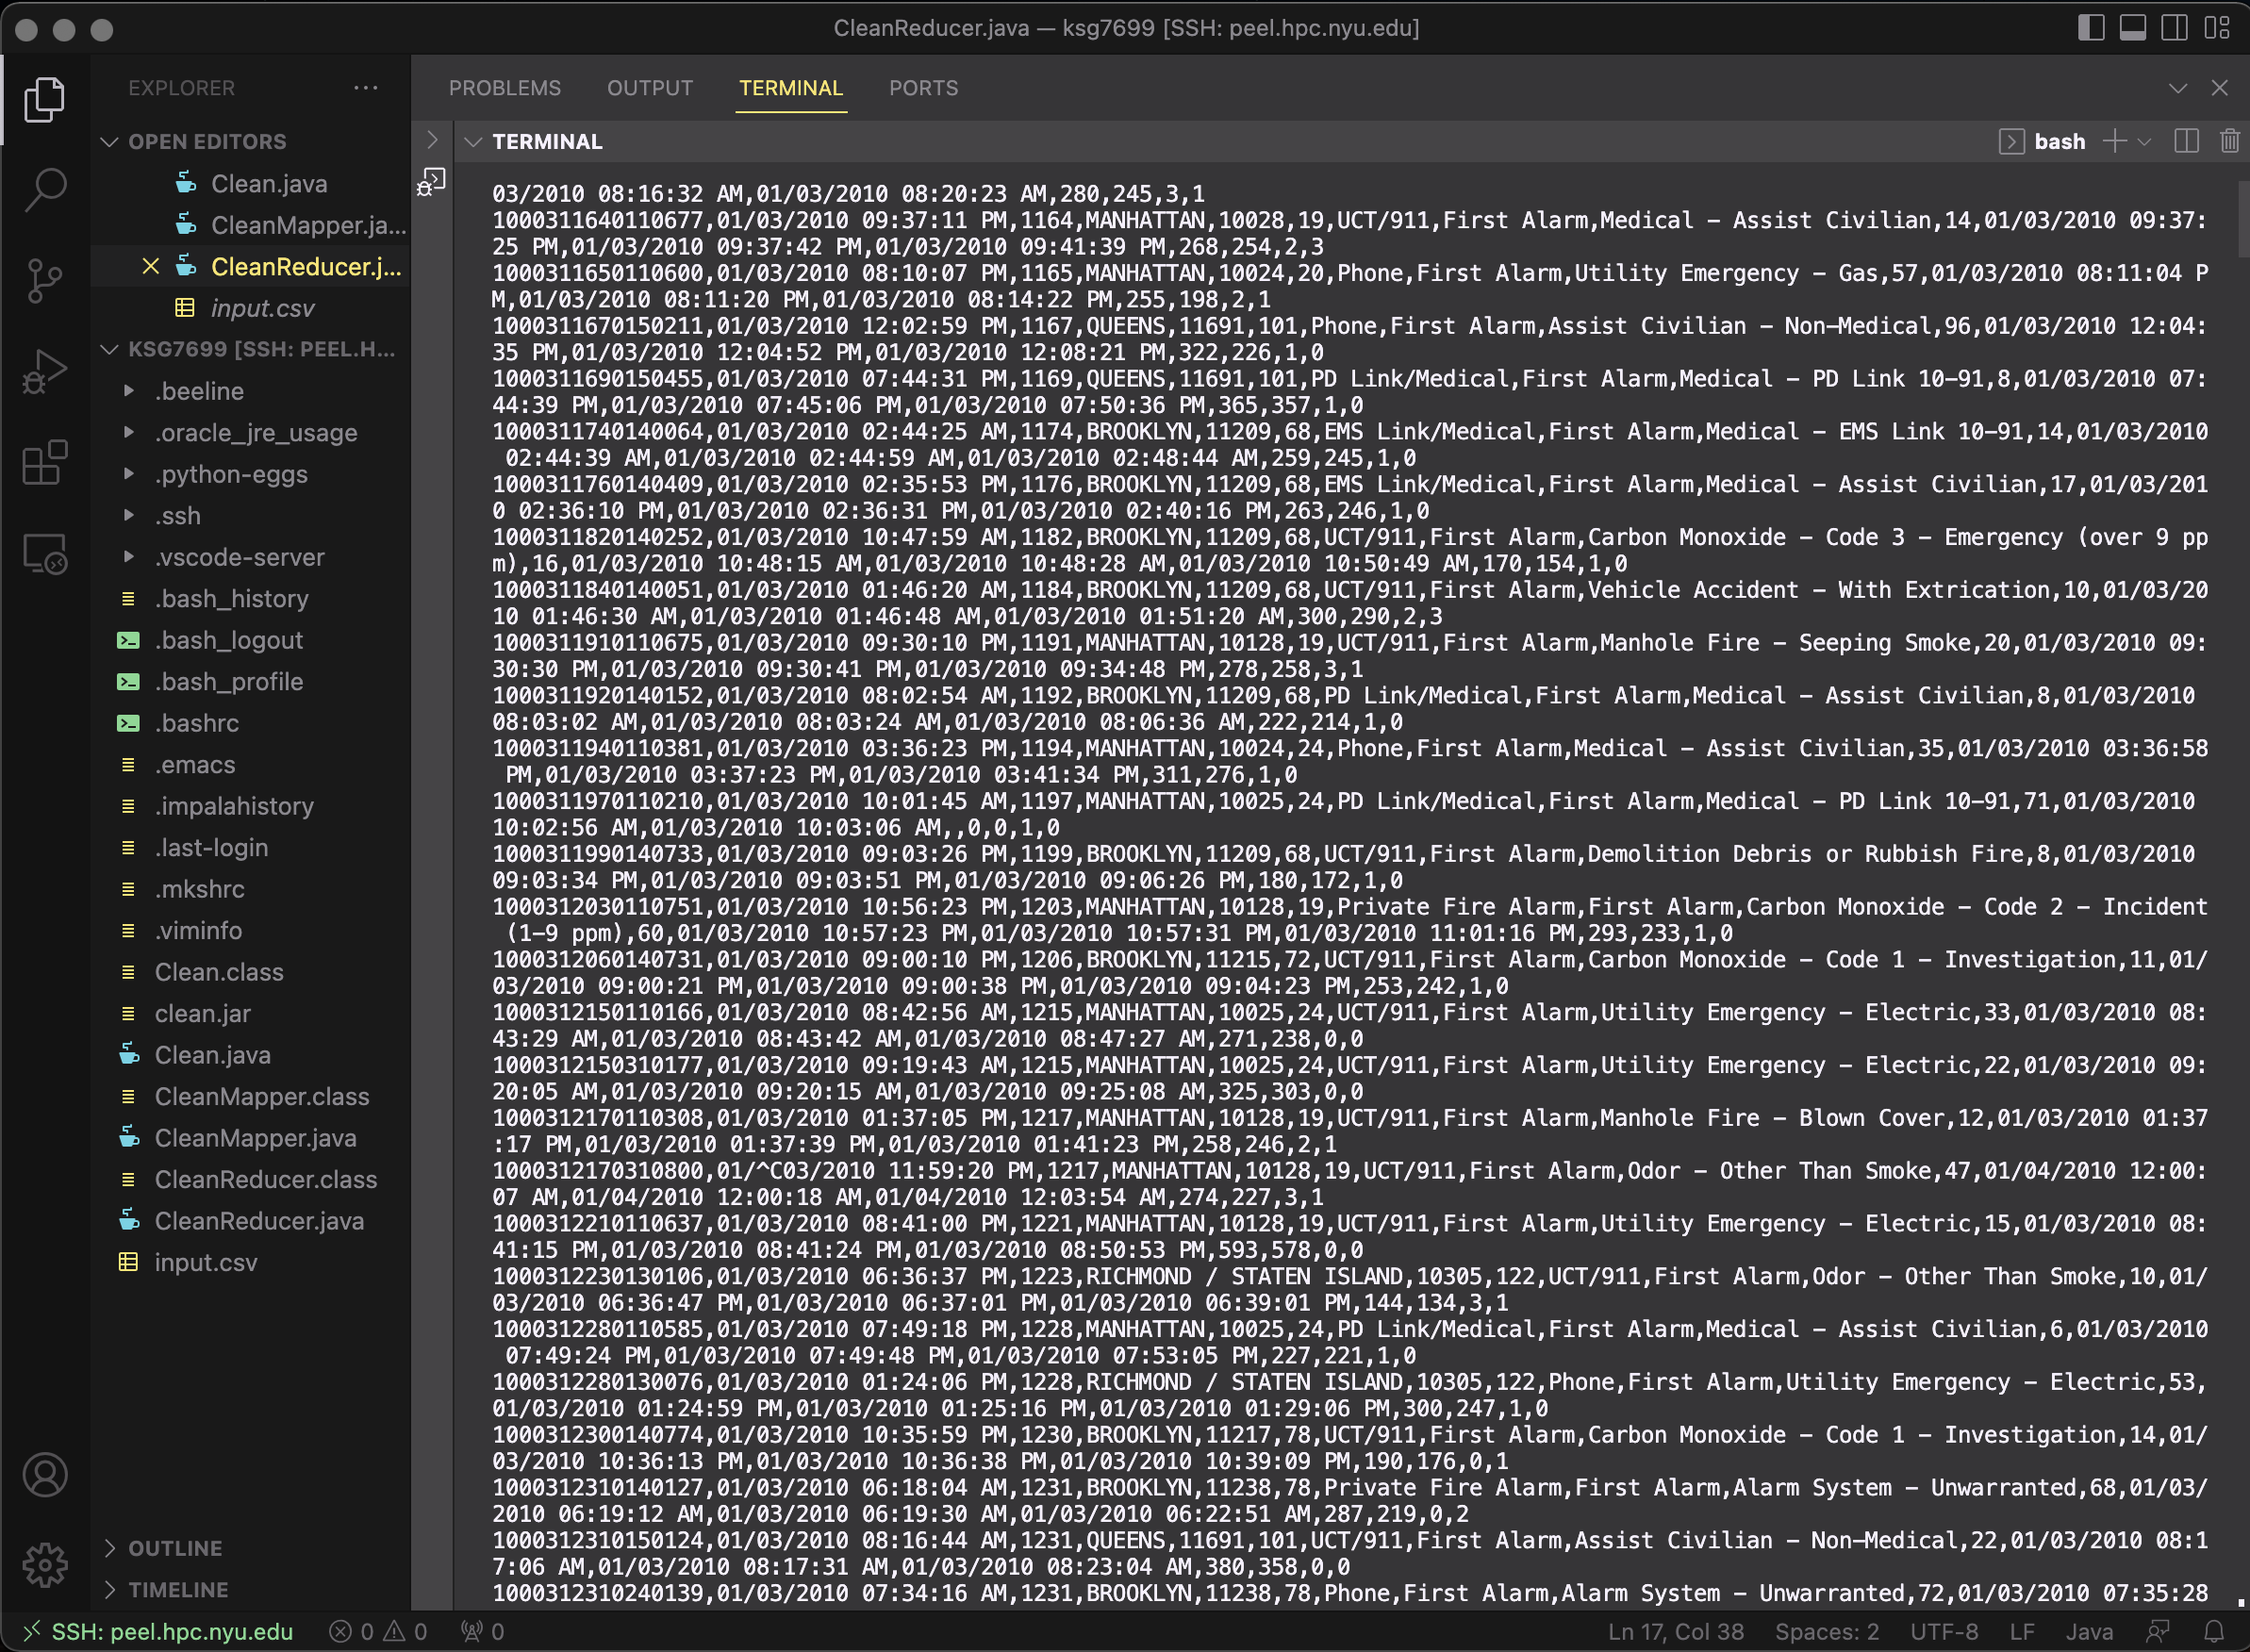 CleanReducer.java — ksg7699 [SSH: peel.hpc.nyu.edu]
EXPLORER
OPEN EDITORS
Clean.java
CleanMapper.ja...
CleanReducer.j...
input.csv
KSG7699 [SSH: PEEL.H...
.beeline
.oracle_jre_usage
.python-eggs
.ssh
.vscode-server
.bash_history
.bash_logout
.bash_profile
.bashrc
.emacs
.impalahistory
.last-login
.mkshrc
.viminfo
Clean.class
clean.jar
Clean.java
CleanMapper.class
CleanMapper.java
CleanReducer.class
CleanReducer.java
input.csv
OUTLINE
TIMELINE
PROBLEMS OUTPUT TERMINAL PORTS
TERMINAL
bash
03/2010 08:16:32 AM,01/03/2010 08:20:23 AM,280,245,3,1
1000311640110677,01/03/2010 09:37:11 PM,1164,MANHATTAN,10028,19,UCT/911,First Alarm,Medical - Assist Civilian,14,01/03/2010 09:37:
25 PM,01/03/2010 09:37:42 PM,01/03/2010 09:41:39 PM,268,254,2,3
1000311650110600,01/03/2010 08:10:07 PM,1165,MANHATTAN,10024,20,Phone,First Alarm,Utility Emergency - Gas,57,01/03/2010 08:11:04 P
M,01/03/2010 08:11:20 PM,01/03/2010 08:14:22 PM,255,198,2,1
1000311670150211,01/03/2010 12:02:59 PM,1167,QUEENS,11691,101,Phone,First Alarm,Assist Civilian - Non-Medical,96,01/03/2010 12:04:
35 PM,01/03/2010 12:04:52 PM,01/03/2010 12:08:21 PM,322,226,1,0
1000311690150455,01/03/2010 07:44:31 PM,1169,QUEENS,11691,101,PD Link/Medical,First Alarm,Medical - PD Link 10-91,8,01/03/2010 07:
44:39 PM,01/03/2010 07:45:06 PM,01/03/2010 07:50:36 PM,365,357,1,0
1000311740140064,01/03/2010 02:44:25 AM,1174,BROOKLYN,11209,68,EMS Link/Medical,First Alarm,Medical - EMS Link 10-91,14,01/03/2010
02:44:39 AM,01/03/2010 02:44:59 AM,01/03/2010 02:48:44 AM,259,245,1,0
1000311760140409,01/03/2010 02:35:53 PM,1176,BROOKLYN,11209,68,EMS Link/Medical,First Alarm,Medical - Assist Civilian,17,01/03/201
0 02:36:10 PM,01/03/2010 02:36:31 PM,01/03/2010 02:40:16 PM,263,246,1,0
1000311820140252,01/03/2010 10:47:59 AM,1182,BROOKLYN,11209,68,UCT/911,First Alarm,Carbon Monoxide - Code 3 - Emergency (over 9 pp
m),16,01/03/2010 10:48:15 AM,01/03/2010 10:48:28 AM,01/03/2010 10:50:49 AM,170,154,1,0
1000311840140051,01/03/2010 01:46:20 AM,1184,BROOKLYN,11209,68,UCT/911,First Alarm,Vehicle Accident - With Extrication,10,01/03/20
10 01:46:30 AM,01/03/2010 01:46:48 AM,01/03/2010 01:51:20 AM,300,290,2,3
1000311910110675,01/03/2010 09:30:10 PM,1191,MANHATTAN,10128,19,UCT/911,First Alarm,Manhole Fire - Seeping Smoke,20,01/03/2010 09:
30:30 PM,01/03/2010 09:30:41 PM,01/03/2010 09:34:48 PM,278,258,3,1
1000311920140152,01/03/2010 08:02:54 AM,1192,BROOKLYN,11209,68,PD Link/Medical,First Alarm,Medical - Assist Civilian,8,01/03/2010
08:03:02 AM,01/03/2010 08:03:24 AM,01/03/2010 08:06:36 AM,222,214,1,0
1000311940110381,01/03/2010 03:36:23 PM,1194,MANHATTAN,10024,24,Phone,First Alarm,Medical - Assist Civilian,35,01/03/2010 03:36:58
PM,01/03/2010 03:37:23 PM,01/03/2010 03:41:34 PM,311,276,1,0
1000311970110210,01/03/2010 10:01:45 AM,1197,MANHATTAN,10025,24,PD Link/Medical,First Alarm,Medical - PD Link 10-91,71,01/03/2010
10:02:56 AM,01/03/2010 10:03:06 AM,,0,0,1,0
1000311990140733,01/03/2010 09:03:26 PM,1199,BROOKLYN,11209,68,UCT/911,First Alarm,Demolition Debris or Rubbish Fire,8,01/03/2010
09:03:34 PM,01/03/2010 09:03:51 PM,01/03/2010 09:06:26 PM,180,172,1,0
1000312030110751,01/03/2010 10:56:23 PM,1203,MANHATTAN,10128,19,Private Fire Alarm,First Alarm,Carbon Monoxide - Code 2 - Incident
(1-9 ppm),60,01/03/2010 10:57:23 PM,01/03/2010 10:57:31 PM,01/03/2010 11:01:16 PM,293,233,1,0
1000312060140731,01/03/2010 09:00:10 PM,1206,BROOKLYN,11215,72,UCT/911,First Alarm,Carbon Monoxide - Code 1 - Investigation,11,01/
03/2010 09:00:21 PM,01/03/2010 09:00:38 PM,01/03/2010 09:04:23 PM,253,242,1,0
1000312150110166,01/03/2010 08:42:56 AM,1215,MANHATTAN,10025,24,UCT/911,First Alarm,Utility Emergency - Electric,33,01/03/2010 08:
43:29 AM,01/03/2010 08:43:42 AM,01/03/2010 08:47:27 AM,271,238,0,0
1000312150310177,01/03/2010 09:19:43 AM,1215,MANHATTAN,10025,24,UCT/911,First Alarm,Utility Emergency - Electric,22,01/03/2010 09:
20:05 AM,01/03/2010 09:20:15 AM,01/03/2010 09:25:08 AM,325,303,0,0
1000312170110308,01/03/2010 01:37:05 PM,1217,MANHATTAN,10128,19,UCT/911,First Alarm,Manhole Fire - Blown Cover,12,01/03/2010 01:37
:17 PM,01/03/2010 01:37:39 PM,01/03/2010 01:41:23 PM,258,246,2,1
1000312170310800,01/^C03/2010 11:59:20 PM,1217,MANHATTAN,10128,19,UCT/911,First Alarm,Odor - Other Than Smoke,47,01/04/2010 12:00:
07 AM,01/04/2010 12:00:18 AM,01/04/2010 12:03:54 AM,274,227,3,1
1000312210110637,01/03/2010 08:41:00 PM,1221,MANHATTAN,10128,19,UCT/911,First Alarm,Utility Emergency - Electric,15,01/03/2010 08:
41:15 PM,01/03/2010 08:41:24 PM,01/03/2010 08:50:53 PM,593,578,0,0
1000312230130106,01/03/2010 06:36:37 PM,1223,RICHMOND / STATEN ISLAND,10305,122,UCT/911,First Alarm,Odor - Other Than Smoke,10,01/
03/2010 06:36:47 PM,01/03/2010 06:37:01 PM,01/03/2010 06:39:01 PM,144,134,3,1
1000312280110585,01/03/2010 07:49:18 PM,1228,MANHATTAN,10025,24,PD Link/Medical,First Alarm,Medical - Assist Civilian,6,01/03/2010
07:49:24 PM,01/03/2010 07:49:48 PM,01/03/2010 07:53:05 PM,227,221,1,0
1000312280130076,01/03/2010 01:24:06 PM,1228,RICHMOND / STATEN ISLAND,10305,122,Phone,First Alarm,Utility Emergency - Electric,53,
01/03/2010 01:24:59 PM,01/03/2010 01:25:16 PM,01/03/2010 01:29:06 PM,300,247,1,0
1000312300140774,01/03/2010 10:35:59 PM,1230,BROOKLYN,11217,78,UCT/911,First Alarm,Carbon Monoxide - Code 1 - Investigation,14,01/
03/2010 10:36:13 PM,01/03/2010 10:36:38 PM,01/03/2010 10:39:09 PM,190,176,0,1
1000312310140127,01/03/2010 06:18:04 AM,1231,BROOKLYN,11238,78,Private Fire Alarm,First Alarm,Alarm System - Unwarranted,68,01/03/
2010 06:19:12 AM,01/03/2010 06:19:30 AM,01/03/2010 06:22:51 AM,287,219,0,2
1000312310150124,01/03/2010 08:16:44 AM,1231,QUEENS,11691,101,UCT/911,First Alarm,Assist Civilian - Non-Medical,22,01/03/2010 08:1
7:06 AM,01/03/2010 08:17:31 AM,01/03/2010 08:23:04 AM,380,358,0,0
1000312310240139,01/03/2010 07:34:16 AM,1231,BROOKLYN,11238,78,Phone,First Alarm,Alarm System - Unwarranted,72,01/03/2010 07:35:28
SSH: peel.hpc.nyu.edu 0 0 0 Ln 17, Col 38 Spaces: 2 UTF-8 LF Java